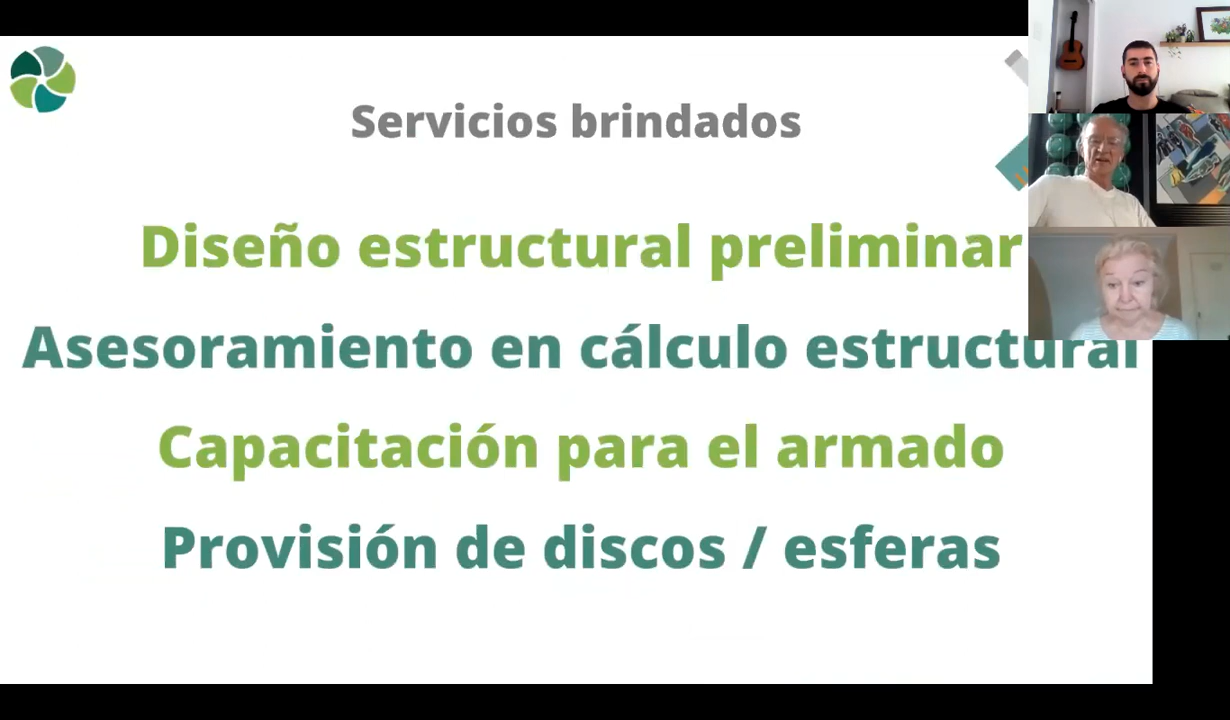 Servicios brindados
Diseño estructural preliminar
Asesoramiento en cálculo estructural
Capacitación para el armado
Provisión de discos / esferas